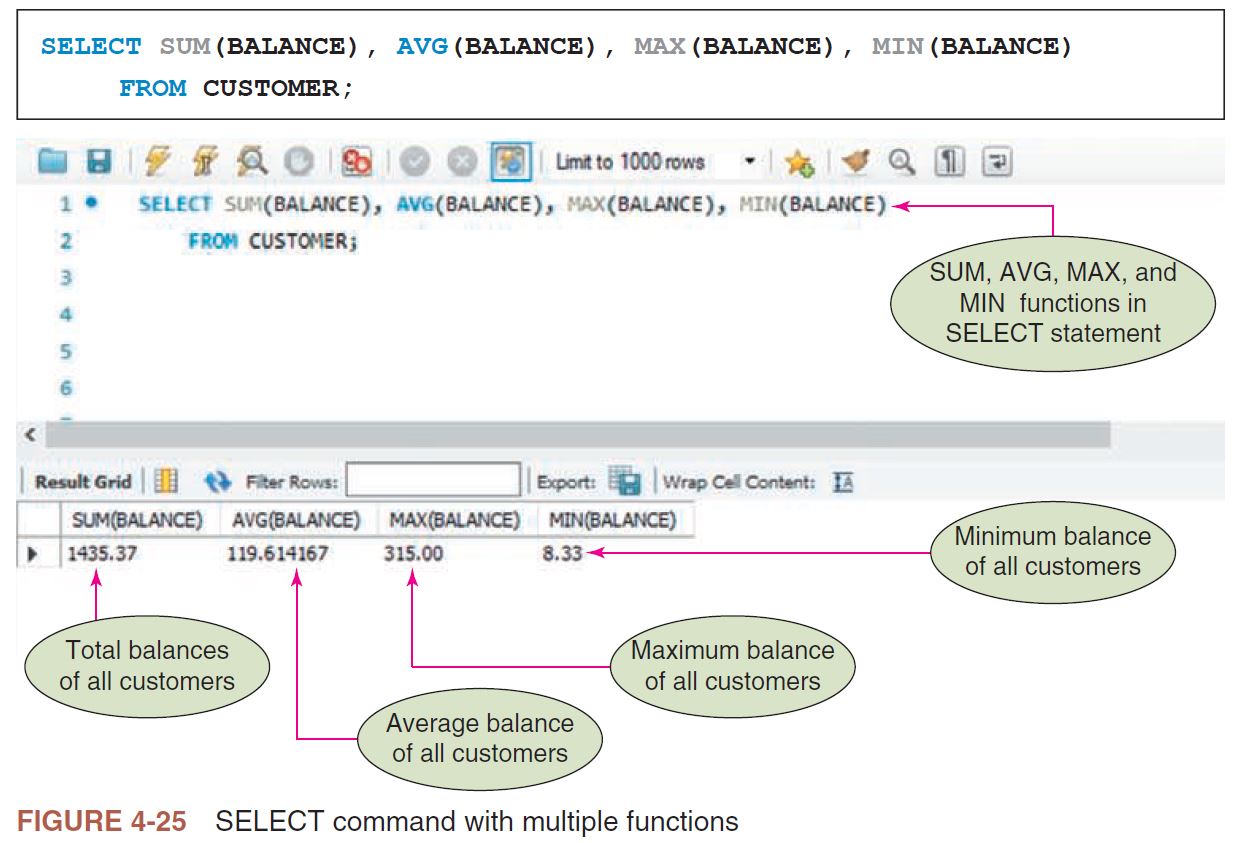 SELECT SUM(BALANCE), AVG(BALANCE), MAX(BALANCE), MIN(BALANCE)
FROM CUSTOMER;
Limit to 1000 rows
1 SELECT SUM(BALANCE), AVG(BALANCE), MAX(BALANCE), MIN(BALANCE)
2 FROM CUSTOMER;
3
4
5
6
SUM, AVG, MAX, and
MIN functions in
SELECT statement
Result Grid Filter Rows: Export: Wrap Cell Content: IA
SUM(BALANCE) AVG(BALANCE) MAX(BALANCE) MIN(BALANCE)
1435.37 119.614167 315.00 8.33
Minimum balance
of all customers
Total balances
of all customers
Maximum balance
of all customers
Average balance
of all customers
FIGURE 4-25 SELECT command with multiple functions